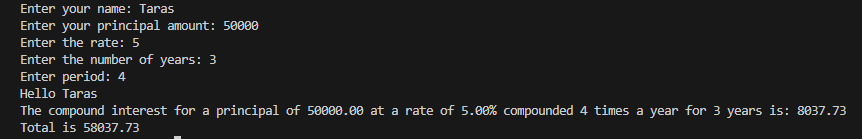 Enter your name: Taras
Enter your principal amount: 50000
Enter the rate: 5
Enter the number of years: 3
Enter period: 4
Hello Taras
The compound interest for a principal of 50000.00 at a rate of 5.00% compounded 4 times a year for 3 years is: 8037.73
Total is 58037.73